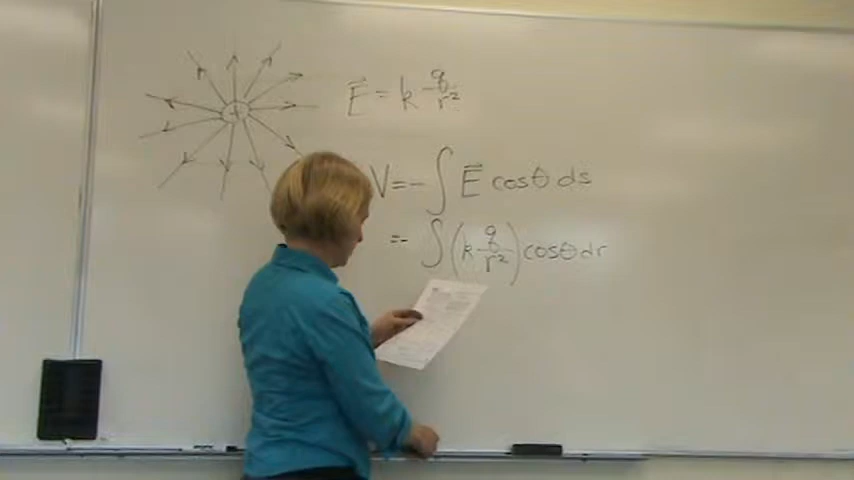 +
E⃗ = k q/r²
V = - ∫ E⃗ cosθ ds
= - ∫ (k q/r²) cosθ dr